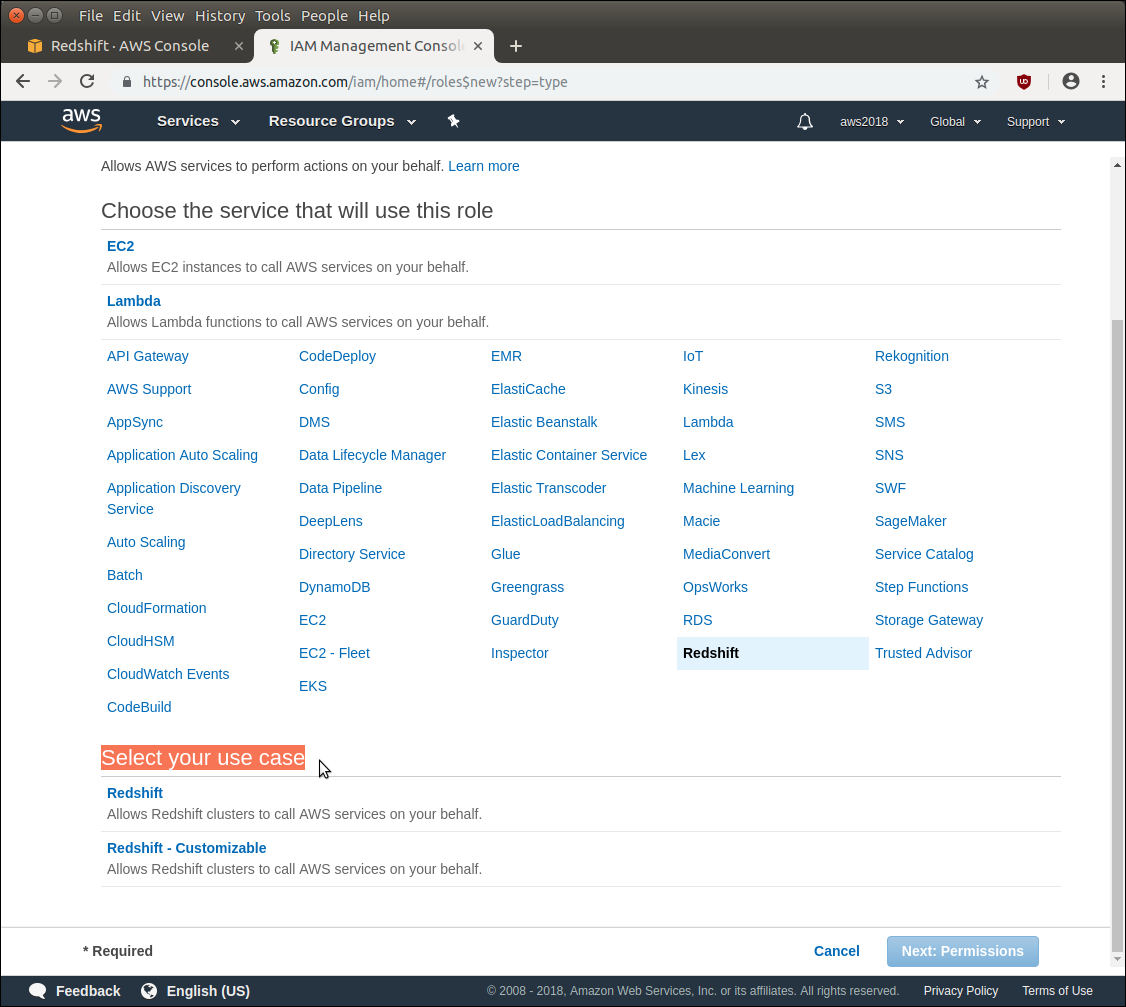 File Edit View History Tools People Help
Redshift · AWS Console
IAM Management Consol
https://console.aws.amazon.com/iam/home#/roles$new?step=type
aws Services Resource Groups aws2018 Global Support
Allows AWS services to perform actions on your behalf. Learn more
Choose the service that will use this role
EC2
Allows EC2 instances to call AWS services on your behalf.
Lambda
Allows Lambda functions to call AWS services on your behalf.
API Gateway
AWS Support
AppSync
Application Auto Scaling
Application Discovery
Service
Auto Scaling
Batch
CloudFormation
CloudHSM
CloudWatch Events
CodeBuild
CodeDeploy
Config
DMS
Data Lifecycle Manager
Data Pipeline
DeepLens
Directory Service
DynamoDB
EC2
EC2 - Fleet
EKS
EMR
ElastiCache
Elastic Beanstalk
Elastic Container Service
Elastic Transcoder
ElasticLoadBalancing
Glue
Greengrass
GuardDuty
Inspector
IoT
Kinesis
Lambda
Lex
Machine Learning
Macie
MediaConvert
OpsWorks
RDS
Redshift
Rekognition
S3
SMS
SNS
SWF
SageMaker
Service Catalog
Step Functions
Storage Gateway
Trusted Advisor
Select your use case
Redshift
Allows Redshift clusters to call AWS services on your behalf.
Redshift - Customizable
Allows Redshift clusters to call AWS services on your behalf.
* Required Cancel Next: Permissions
Feedback English (US) © 2008 - 2018, Amazon Web Services, Inc. or its affiliates. All rights reserved. Privacy Policy Terms of Use